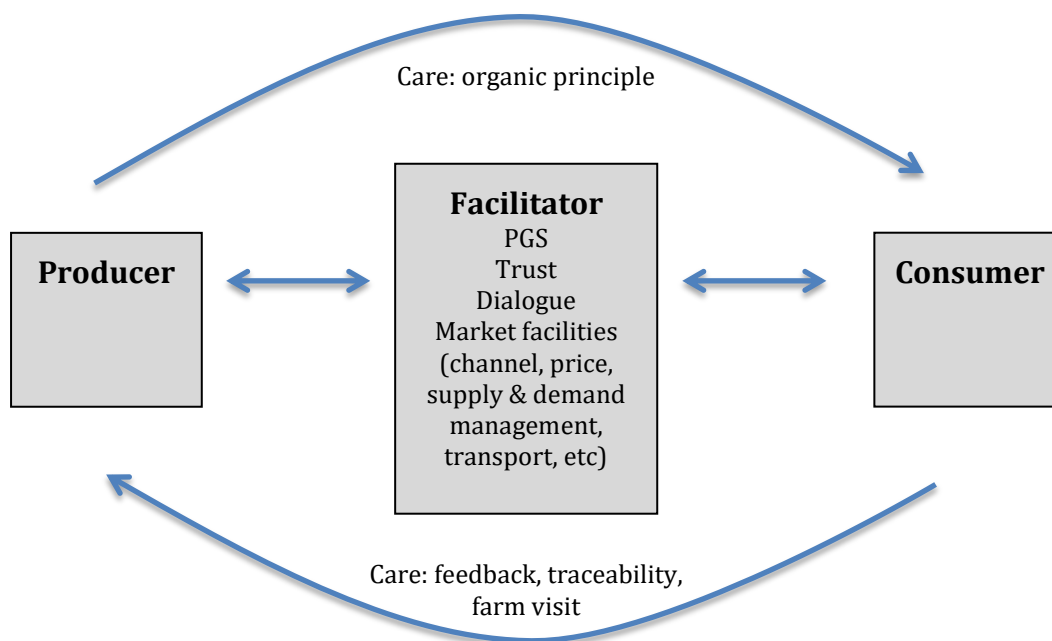 Care: organic principle
Producer
Facilitator
PGS
Trust
Dialogue
Market facilities
(channel, price,
supply & demand
management,
transport, etc)
Consumer
Care: feedback, traceability,
farm visit